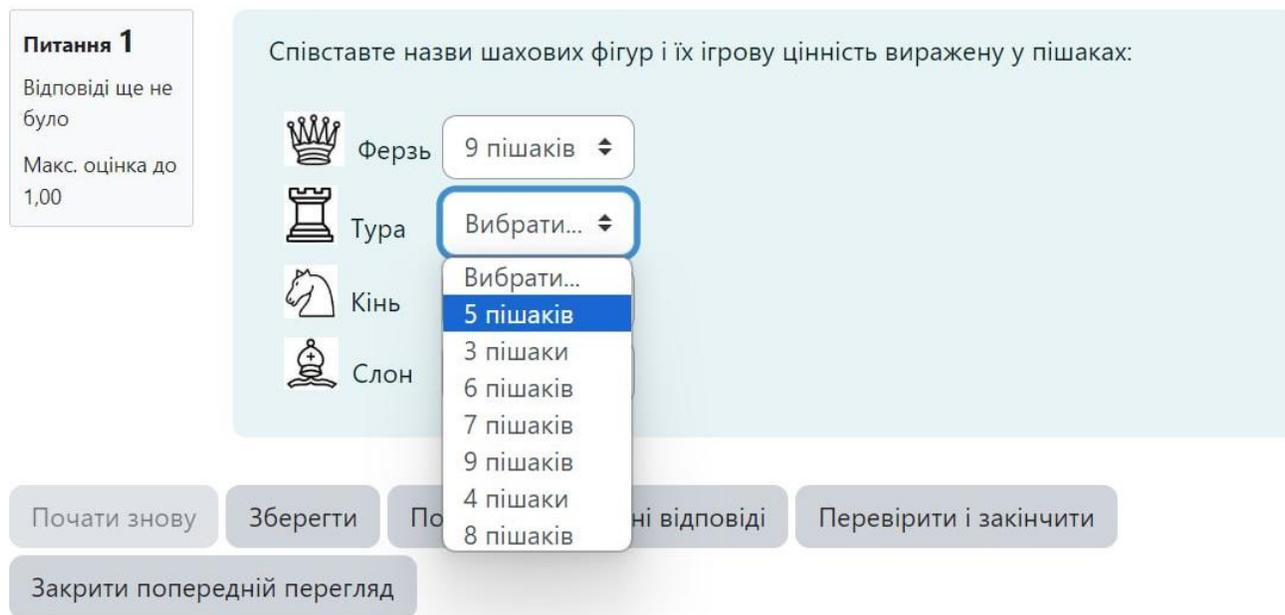 Питання 1
Відповіді ще не
було
Макс. оцінка до
1,00
Співставте назви шахових фігур і їх ігрову цінність виражену у пішаках:
Ферзь 9 пішаків
Тура Вибрати...
Вибрати...
5 пішаків
Кінь
3 пішаки
6 пішаків
Слон
7 пішаків
9 пішаків
4 пішаки
8 пішаків
Почати знову Зберегти По ні відповіді Перевірити і закінчити
Закрити попередній перегляд